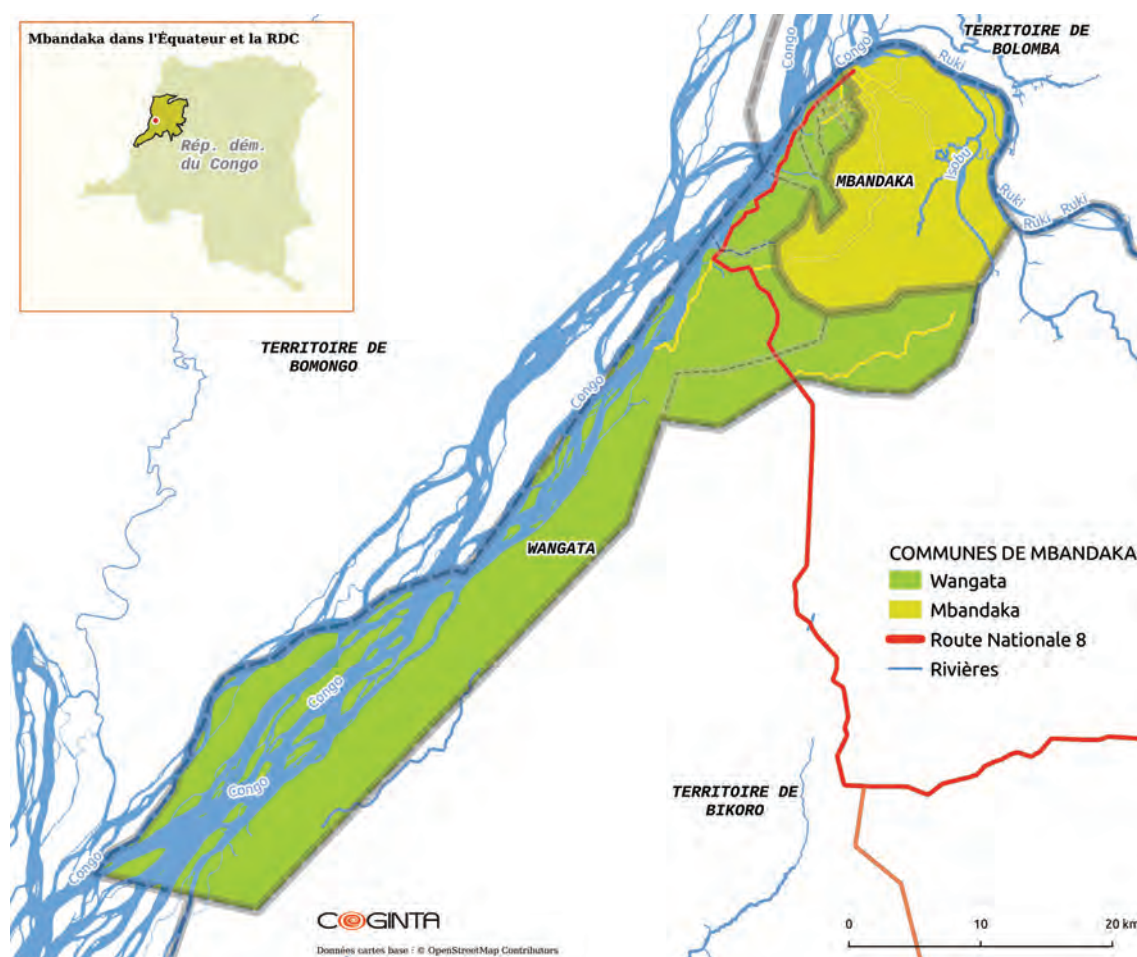 Mbandaka dans l'Équateur et la RDC
Rép. dém.
du Congo
TERRITOIRE DE
BOLOMBA
Congo
Congo
Ruki
MBANDAKA
Isobu
Ruki
Ruki
Ruki
TERRITOIRE DE
BOMONGO
Congo
WANGATA
COMMUNES DE MBANDAKA
Wangata
Mbandaka
Route Nationale 8
Rivières
Congo
Congo
Congo
TERRITOIRE DE
BIKORO
COGINTA
Données cartes base : © OpenStreetMap Contributors
0 10 20 km